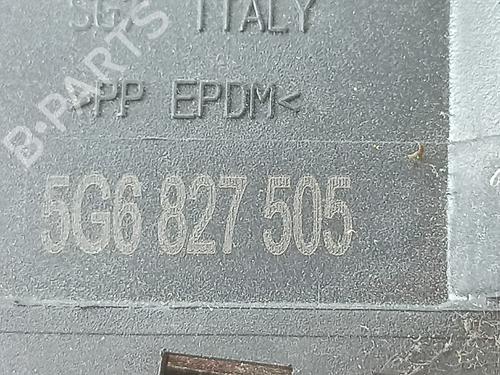 ITALY
>PP EPDM<
5G6 827 505
B-PARTS